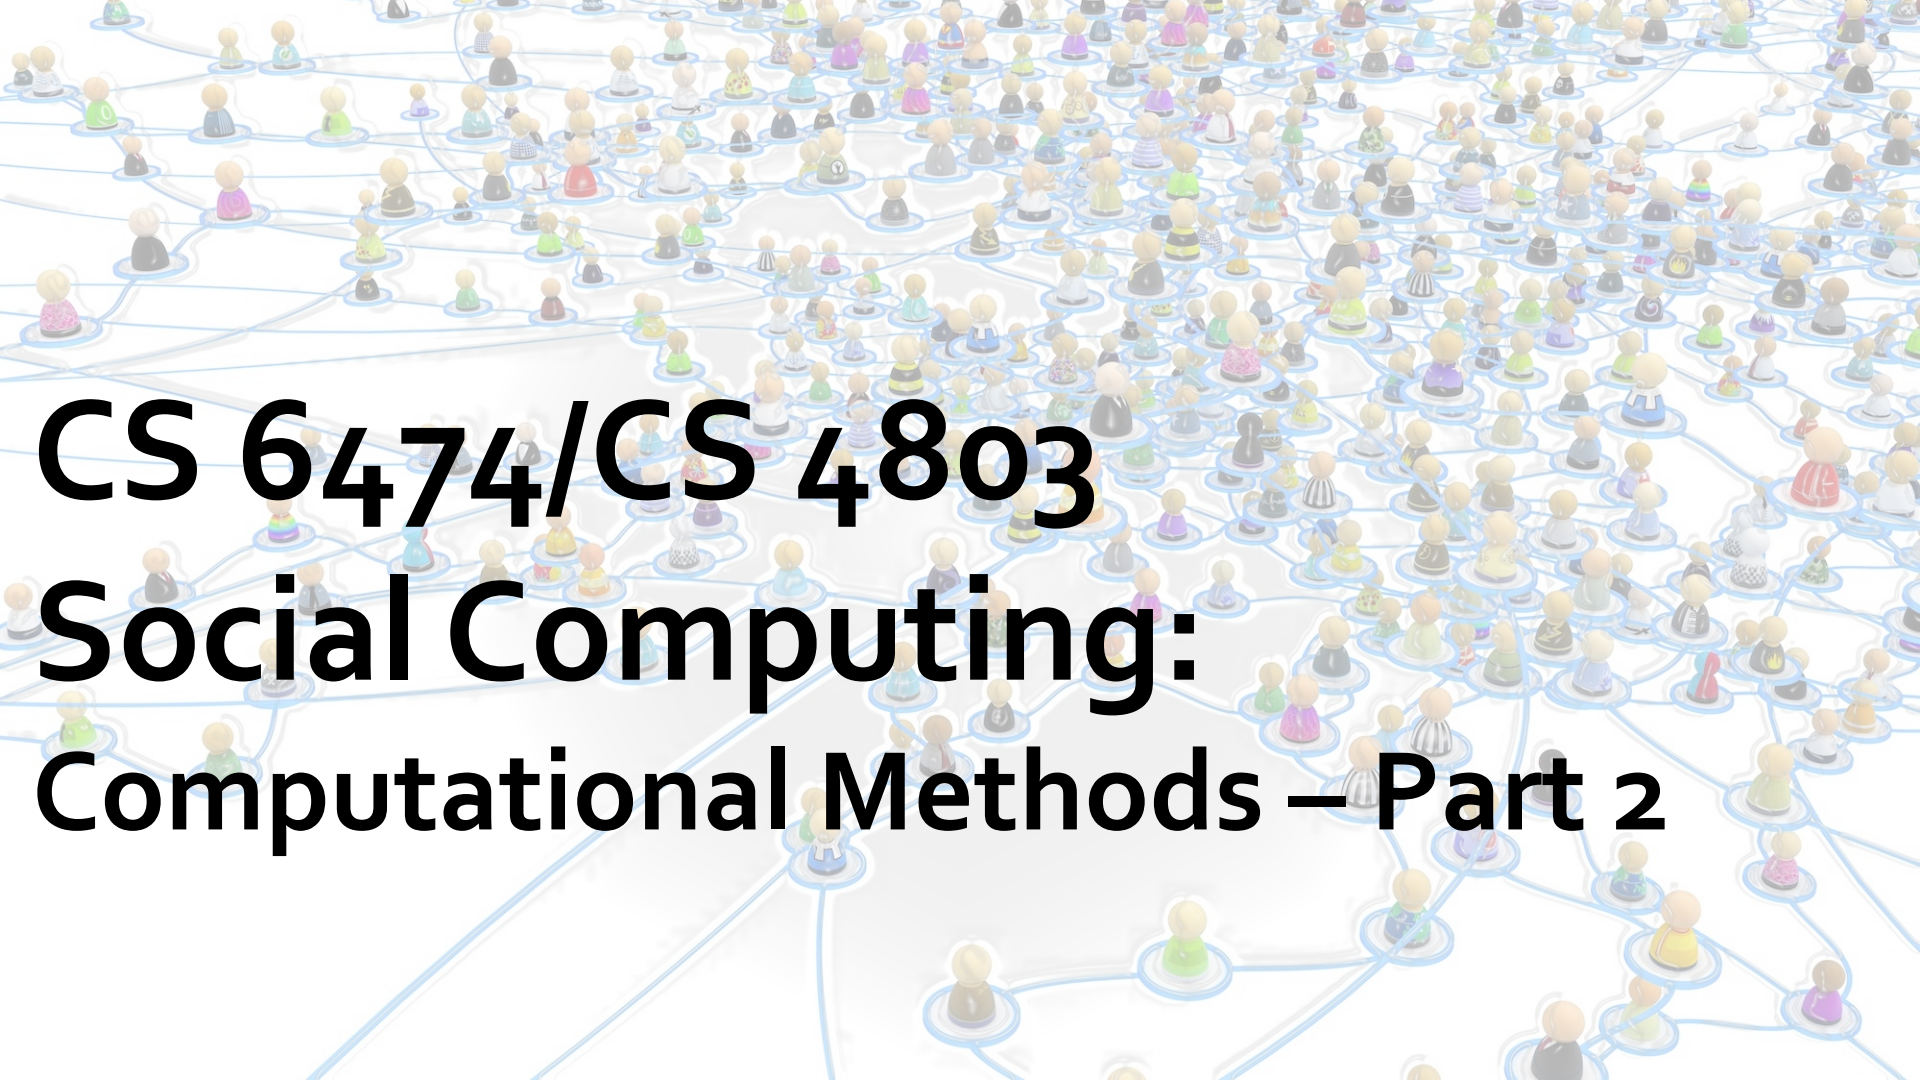 CS 6474/CS 4803
Social Computing:
Computational Methods – Part 2